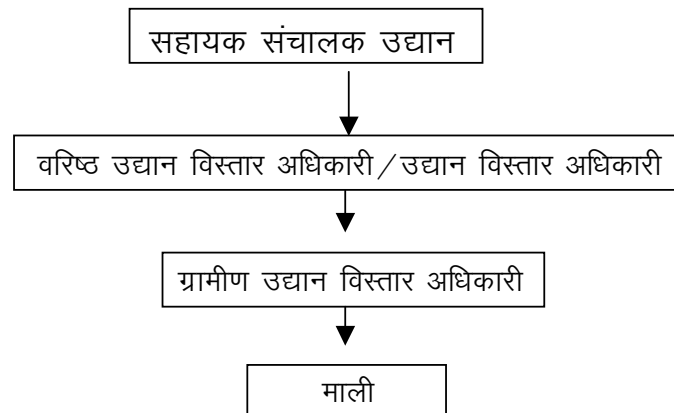 सहायक संचालक उद्यान
वरिष्ठ उद्यान विस्तार अधिकारी/उद्यान विस्तार अधिकारी
ग्रामीण उद्यान विस्तार अधिकारी
माली